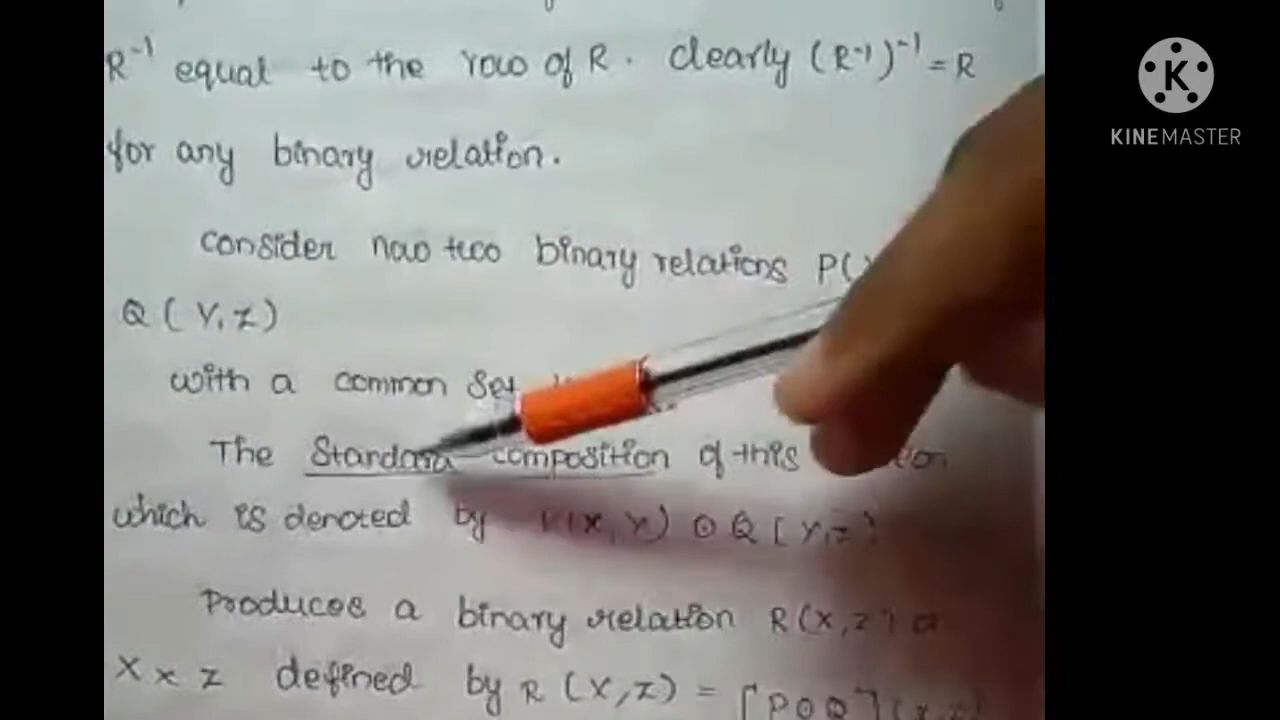 R⁻¹ equal to the row of R. clearly (R⁻¹)⁻¹ = R
for any binary relation.
consider now two binary relations P(
Q (Y, Z)
with a common set
The Standard composition of this
which is denoted by P(X, Y) ⊙ Q [Y, Z)
Produces a binary relation R(X, Z)
X × Z defined by R (X, Z) = [P⊙Q](X, Z)
K
KINEMASTER